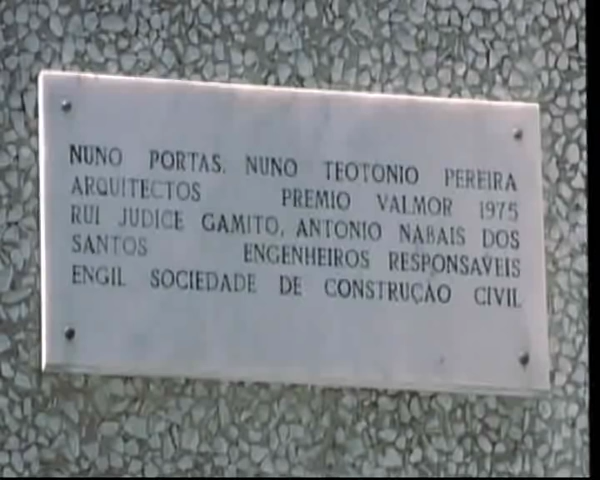 NUNO PORTAS, NUNO TEOTONIO PEREIRA
ARQUITECTOS PREMIO VALMOR 1975
RUI JUDICE GAMITO, ANTONIO NABAIS DOS
SANTOS ENGENHEIROS RESPONSAVEIS
ENGIL SOCIEDADE DE CONSTRUÇÃO CIVIL